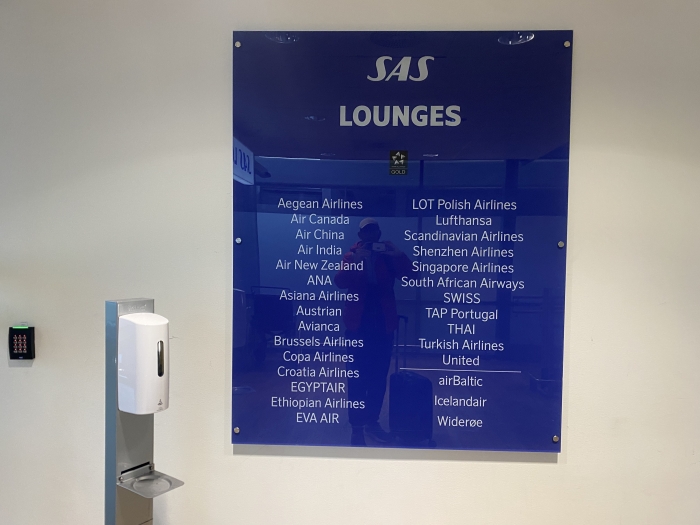 SAS
LOUNGES
GOLD
Aegean Airlines
Air Canada
Air China
Air India
Air New Zealand
ANA
Asiana Airlines
Austrian
Avianca
Brussels Airlines
Copa Airlines
Croatia Airlines
EGYPTAIR
Ethiopian Airlines
EVA AIR
LOT Polish Airlines
Lufthansa
Scandinavian Airlines
Shenzhen Airlines
Singapore Airlines
South African Airways
SWISS
TAP Portugal
THAI
Turkish Airlines
United
airBaltic
Icelandair
Widerøe